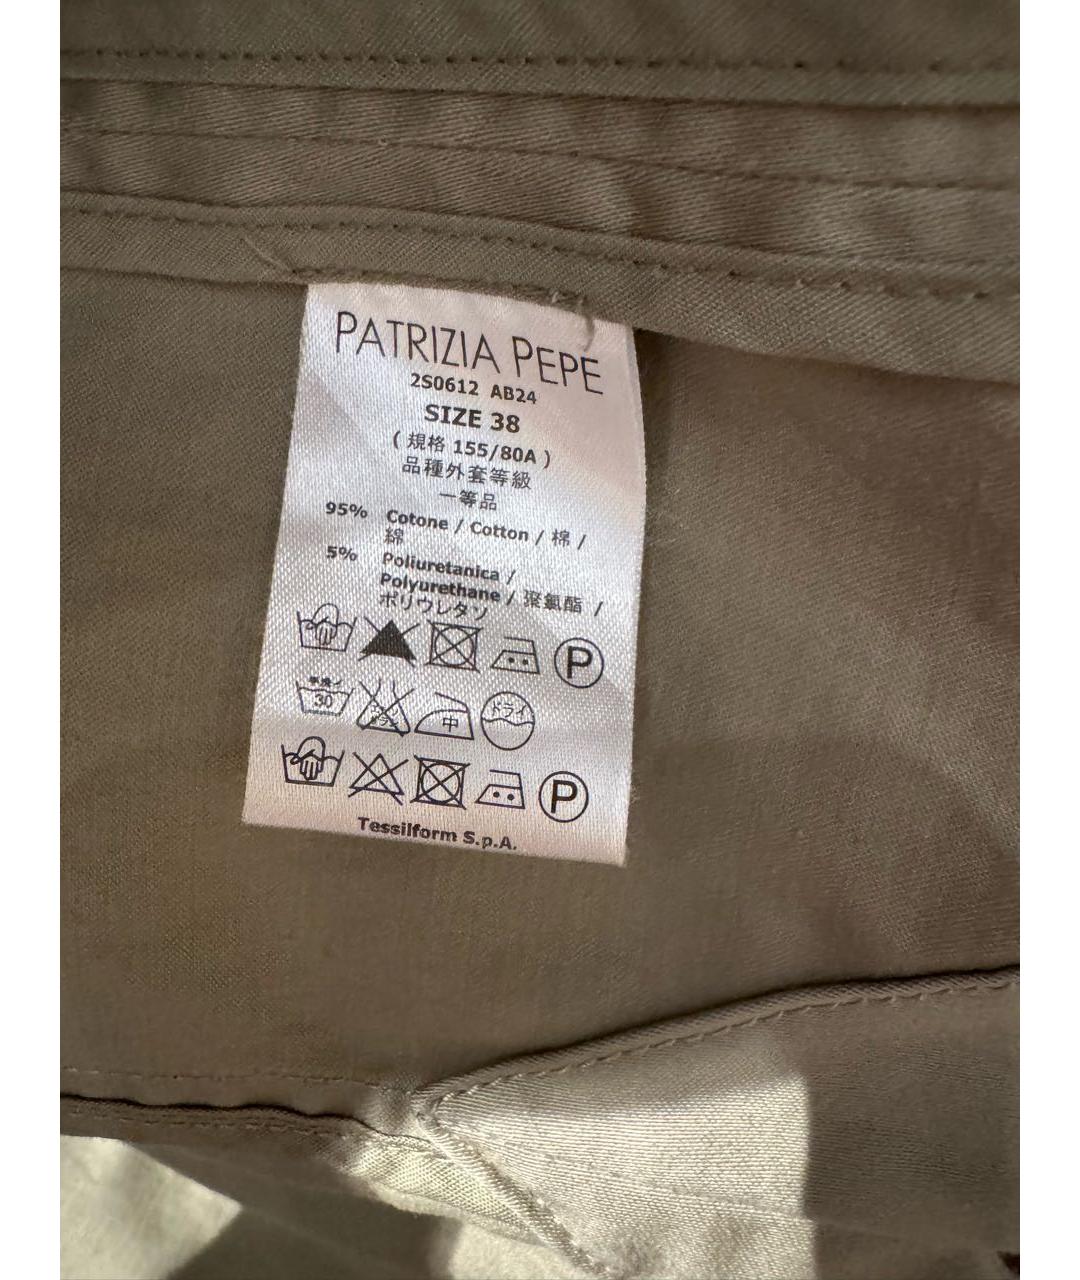 PATRIZIA PEPE
2S0612 AB24
SIZE 38
( 規格 155/80A )
品種外套等級
一等品
95% Cotone / Cotton / 棉 /
綿
5% Poliuretanica /
Polyurethane / 聚氨酯 /
ポリウレタン
P
30
中 ドライ
P
Tessilform S.p.A.